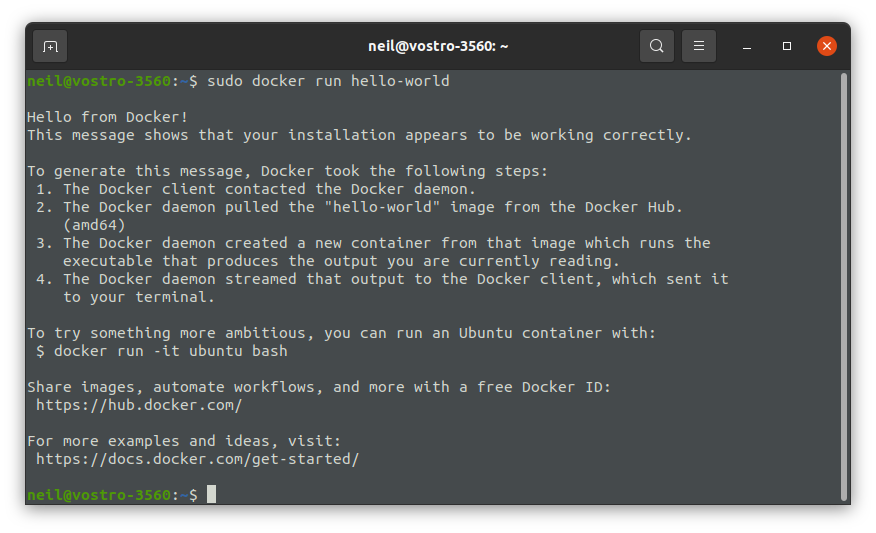 neil@vostro-3560: ~
neil@vostro-3560:~$ sudo docker run hello-world
Hello from Docker!
This message shows that your installation appears to be working correctly.
To generate this message, Docker took the following steps:
1. The Docker client contacted the Docker daemon.
2. The Docker daemon pulled the "hello-world" image from the Docker Hub.
(amd64)
3. The Docker daemon created a new container from that image which runs the
executable that produces the output you are currently reading.
4. The Docker daemon streamed that output to the Docker client, which sent it
to your terminal.
To try something more ambitious, you can run an Ubuntu container with:
$ docker run -it ubuntu bash
Share images, automate workflows, and more with a free Docker ID:
https://hub.docker.com/
For more examples and ideas, visit:
https://docs.docker.com/get-started/
neil@vostro-3560:~$